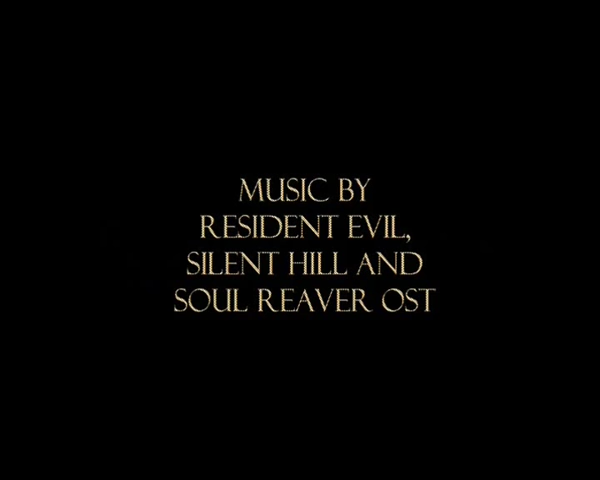 MUSIC BY
RESIDENT EVIL,
SILENT HILL AND
SOUL REAVER OST